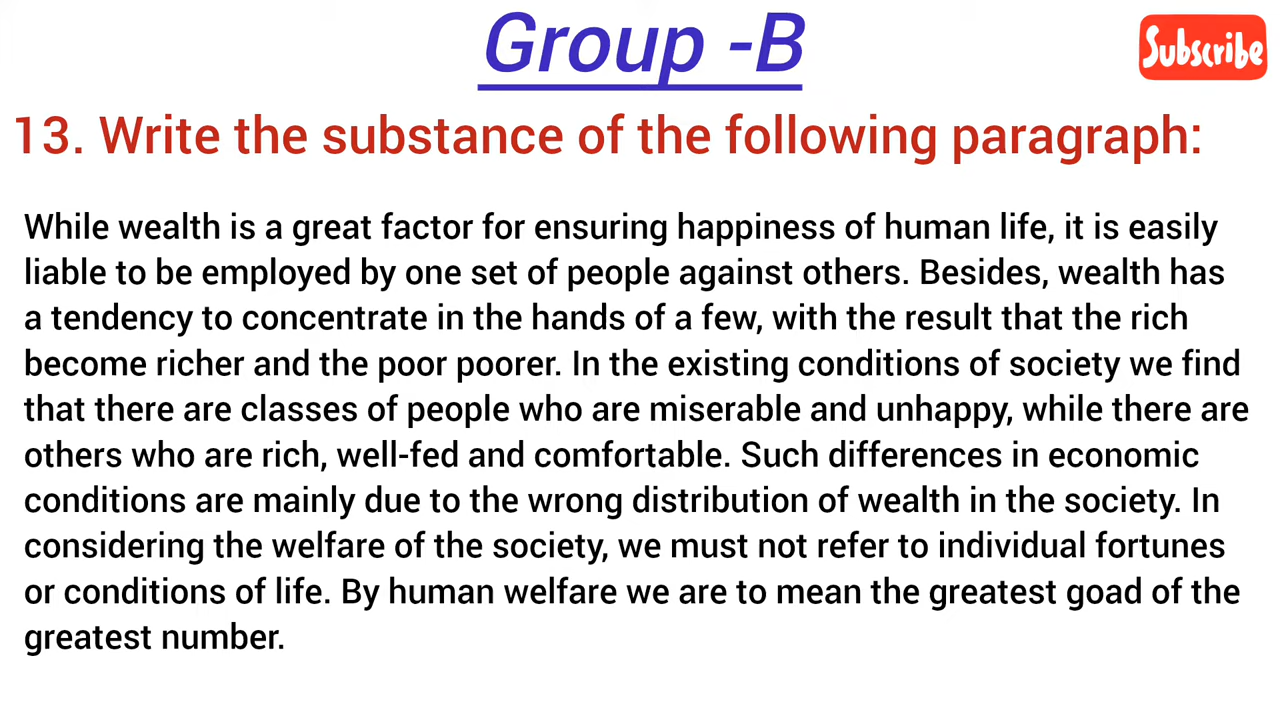 Group -B
Subscribe
13. Write the substance of the following paragraph:
While wealth is a great factor for ensuring happiness of human life, it is easily
liable to be employed by one set of people against others. Besides, wealth has
a tendency to concentrate in the hands of a few, with the result that the rich
become richer and the poor poorer. In the existing conditions of society we find
that there are classes of people who are miserable and unhappy, while there are
others who are rich, well-fed and comfortable. Such differences in economic
conditions are mainly due to the wrong distribution of wealth in the society. In
considering the welfare of the society, we must not refer to individual fortunes
or conditions of life. By human welfare we are to mean the greatest goad of the
greatest number.